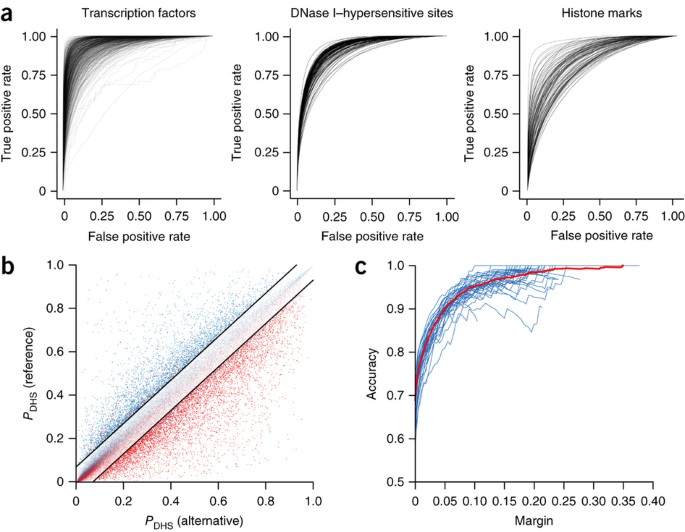 a
Transcription factors
DNase I–hypersensitive sites
Histone marks
True positive rate
1.00
0.75
0.50
0.25
0
0 0.25 0.50 0.75 1.00
False positive rate
True positive rate
1.00
0.75
0.50
0.25
0
0 0.25 0.50 0.75 1.00
False positive rate
True positive rate
1.00
0.75
0.50
0.25
0
0 0.25 0.50 0.75 1.00
False positive rate
b
PDHS (reference)
1.0
0.8
0.6
0.4
0.2
0
0 0.2 0.4 0.6 0.8 1.0
PDHS (alternative)
c
Accuracy
1.0
0.9
0.8
0.7
0.6
0.5
0 0.05 0.10 0.15 0.20 0.25 0.30 0.35 0.40
Margin